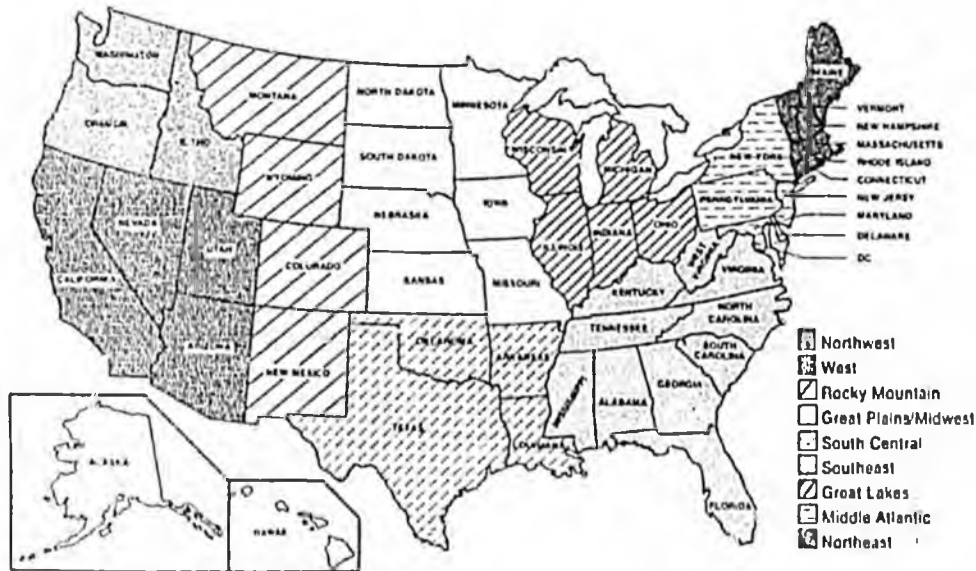 WASHINGTON
MONTANA
NORTH DAKOTA
MINNESOTA
SOUTH DAKOTA
WYOMING
NEBRASKA
IOWA
WISCONSIN
MICHIGAN
NEVADA
UTAH
COLORADO
KANSAS
MISSOURI
ILLINOIS
INDIANA
OHIO
WEST VIRGINIA
VIRGINIA
KENTUCKY
CALIFORNIA
ARIZONA
NEW MEXICO
OKLAHOMA
ARKANSAS
TENNESSEE
NORTH CAROLINA
SOUTH CAROLINA
TEXAS
LOUISIANA
MISSISSIPPI
ALABAMA
GEORGIA
FLORIDA
ALASKA
HAWAII
NEW YORK
PENNSYLVANIA
MAINE
VERMONT
NEW HAMPSHIRE
MASSACHUSETTS
RHODE ISLAND
CONNECTICUT
NEW JERSEY
MARYLAND
DELAWARE
DC
Northwest
West
Rocky Mountain
Great Plains/Midwest
South Central
Southeast
Great Lakes
Middle Atlantic
Northeast